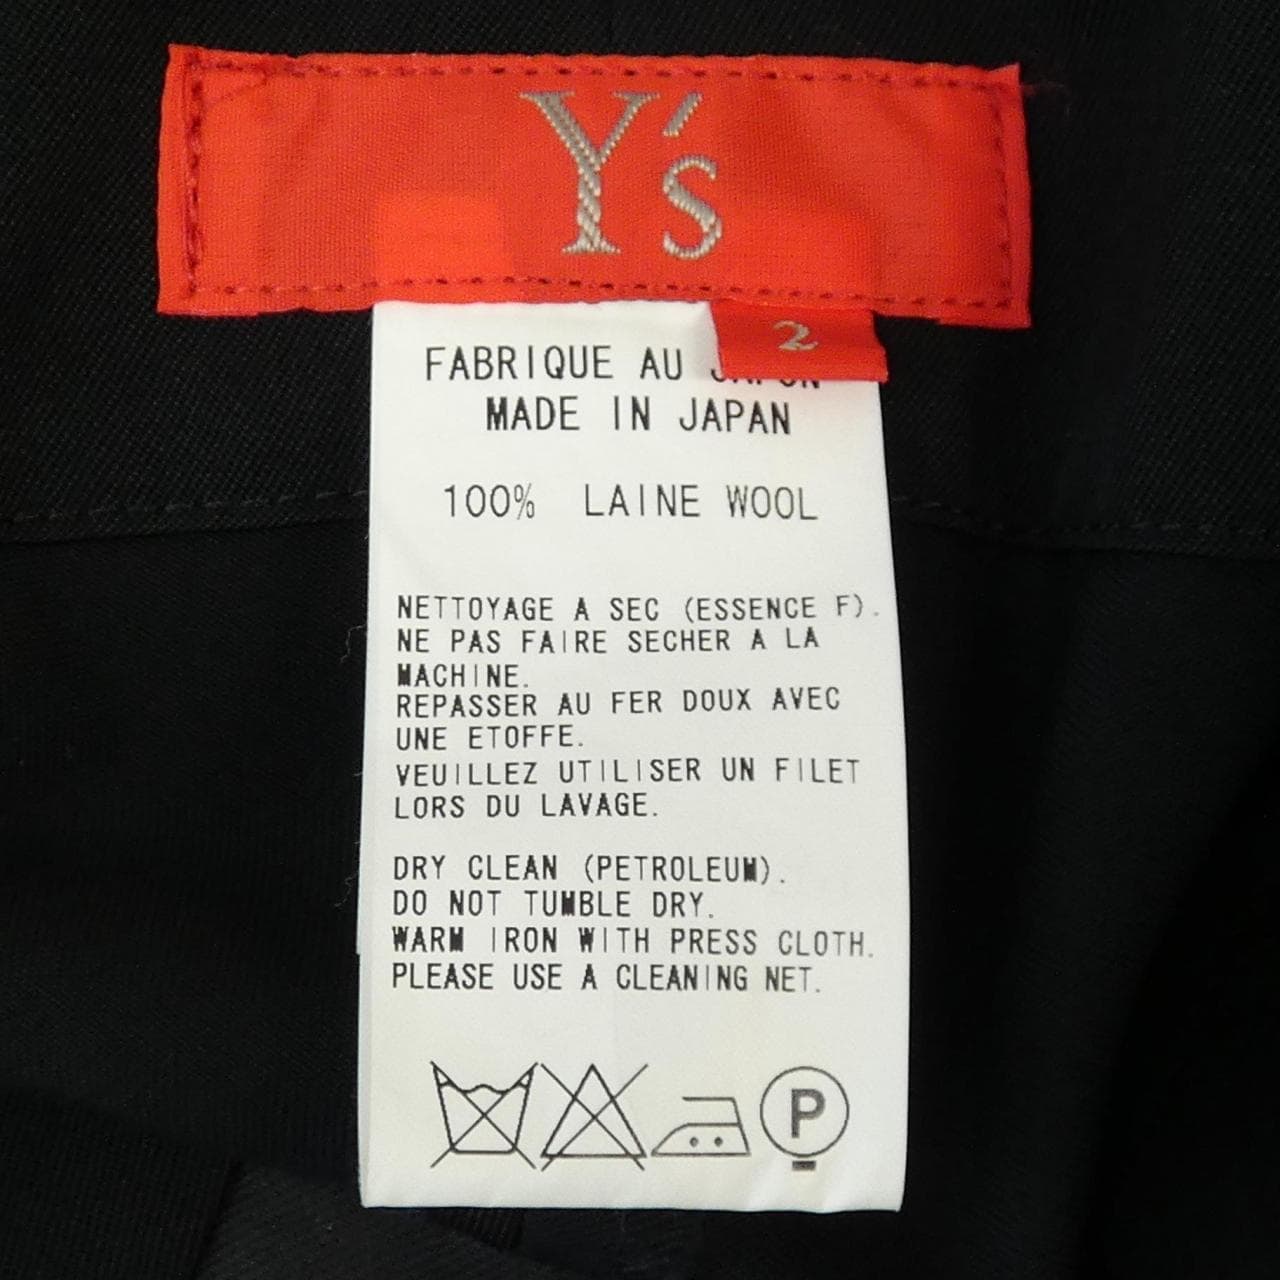 Y's
2
FABRIQUE AU JAPON
MADE IN JAPAN
100% LAINE WOOL
NETTOYAGE A SEC (ESSENCE F).
NE PAS FAIRE SECHER A LA
MACHINE.
REPASSER AU FER DOUX AVEC
UNE ETOFFE.
VEUILLEZ UTILISER UN FILET
LORS DU LAVAGE.
DRY CLEAN (PETROLEUM).
DO NOT TUMBLE DRY.
WARM IRON WITH PRESS CLOTH.
PLEASE USE A CLEANING NET.
P